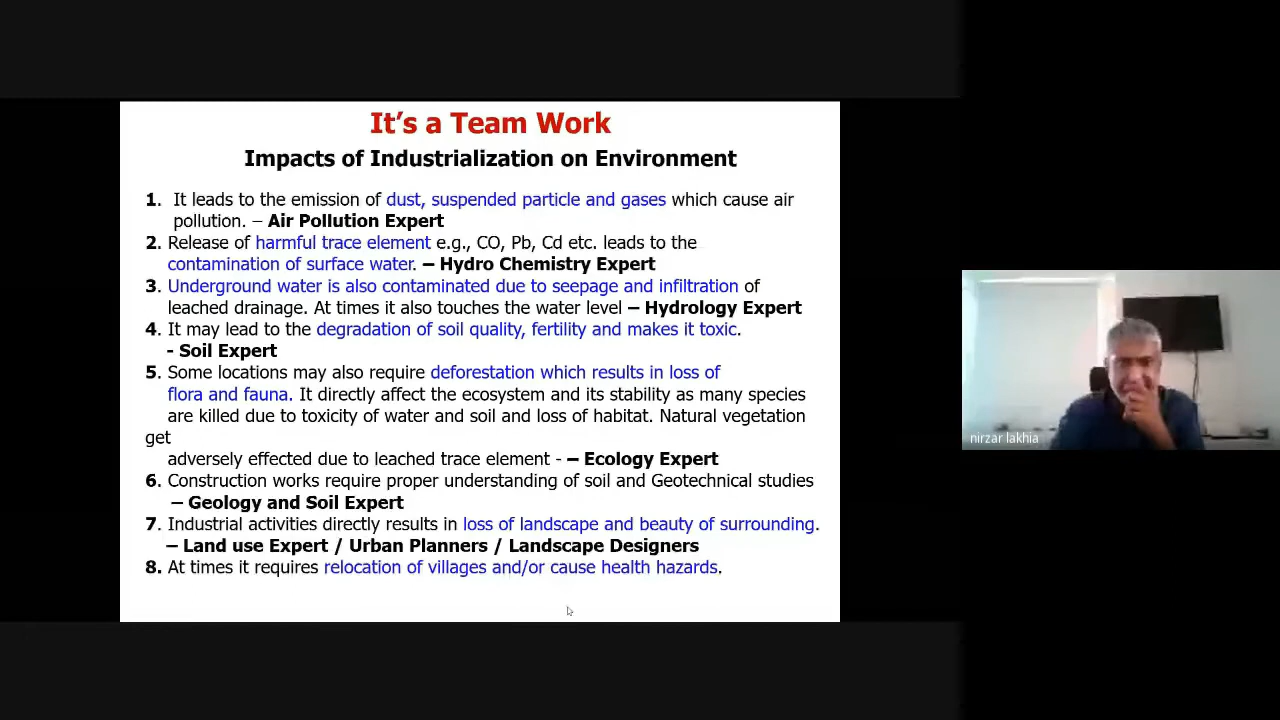 It's a Team Work
Impacts of Industrialization on Environment
1. It leads to the emission of dust, suspended particle and gases which cause air
pollution. – Air Pollution Expert
2. Release of harmful trace element e.g., CO, Pb, Cd etc. leads to the
contamination of surface water. – Hydro Chemistry Expert
3. Underground water is also contaminated due to seepage and infiltration of
leached drainage. At times it also touches the water level – Hydrology Expert
4. It may lead to the degradation of soil quality, fertility and makes it toxic.
- Soil Expert
5. Some locations may also require deforestation which results in loss of
flora and fauna. It directly affect the ecosystem and its stability as many species
are killed due to toxicity of water and soil and loss of habitat. Natural vegetation
get
adversely effected due to leached trace element - – Ecology Expert
6. Construction works require proper understanding of soil and Geotechnical studies
– Geology and Soil Expert
7. Industrial activities directly results in loss of landscape and beauty of surrounding.
– Land use Expert / Urban Planners / Landscape Designers
8. At times it requires relocation of villages and/or cause health hazards.
nirzar lakhia